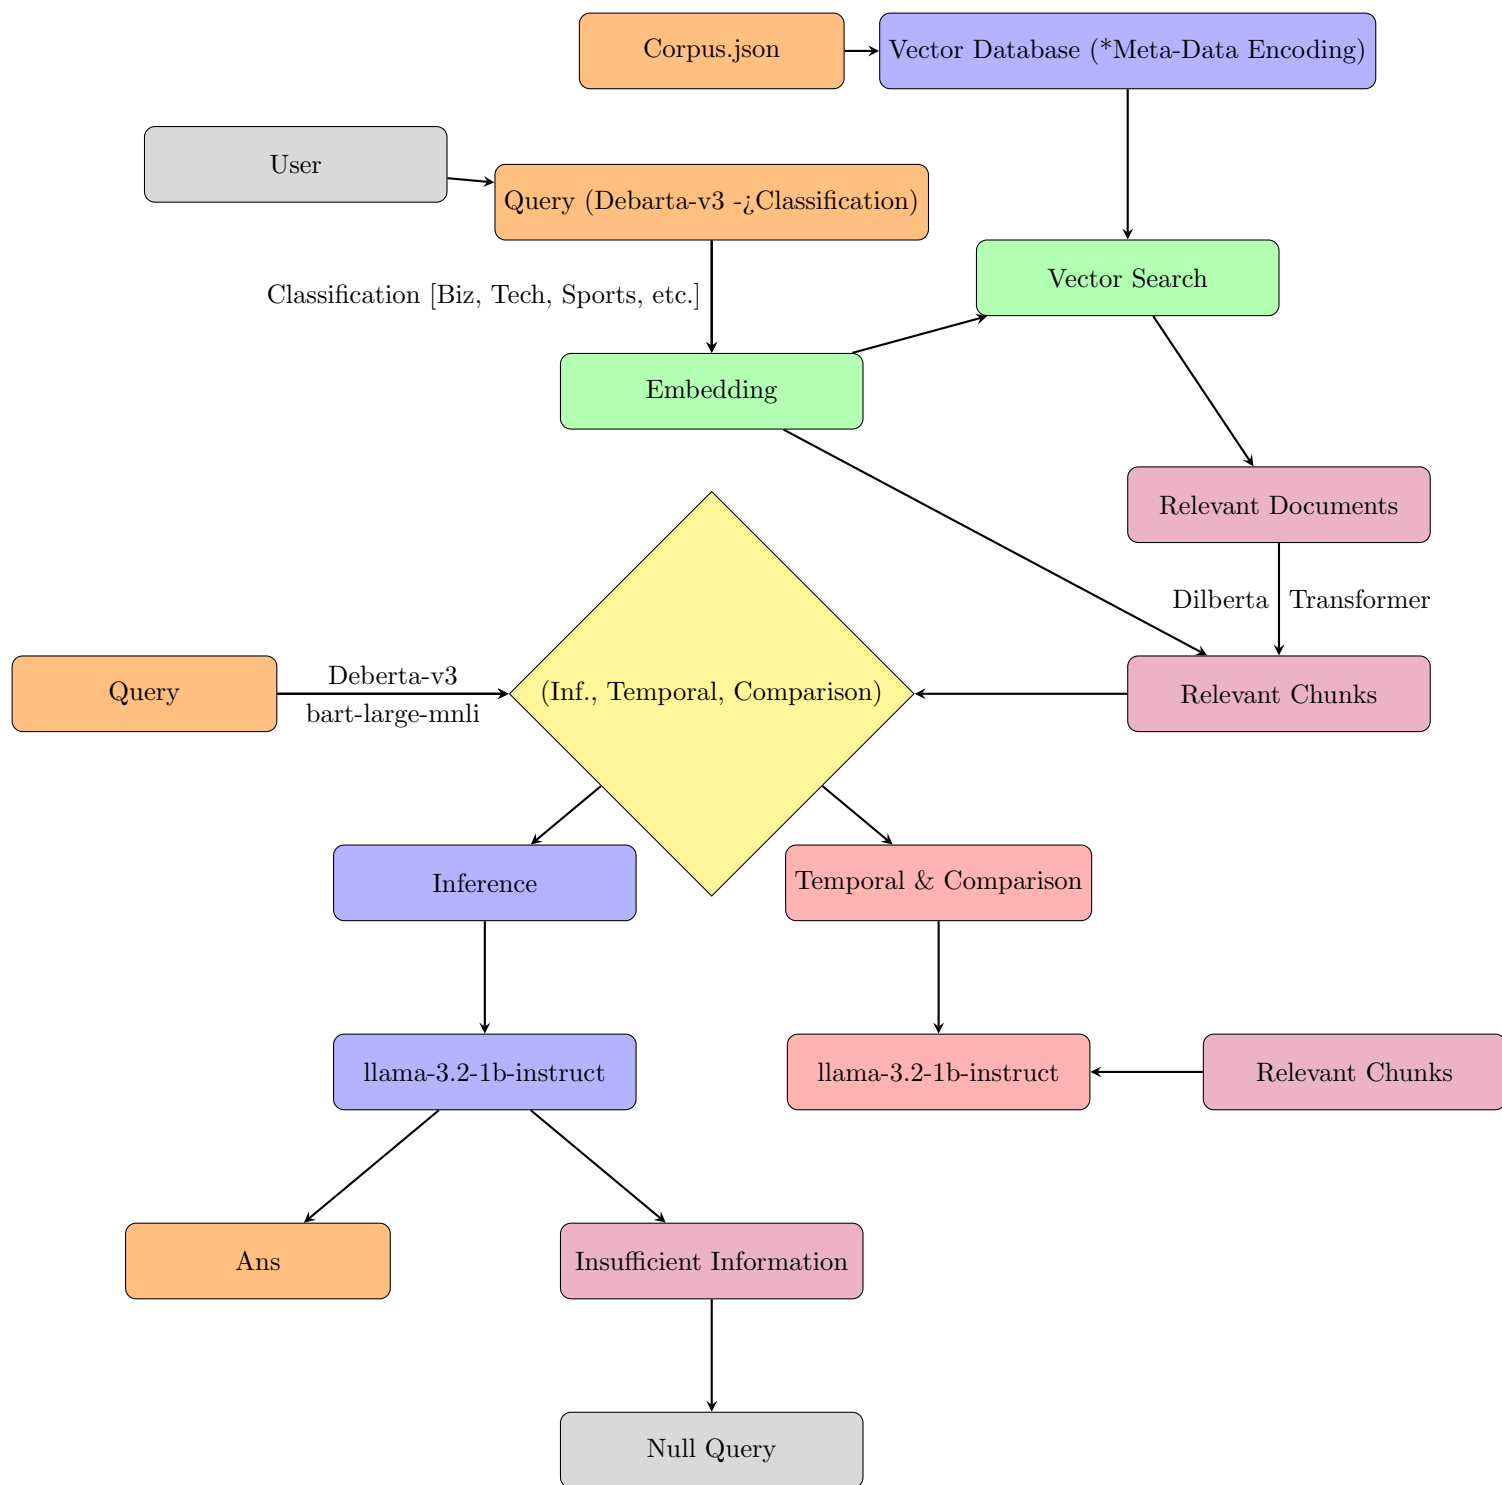 Corpus.json
Vector Database (*Meta-Data Encoding)
User
Query (Debarta-v3 -¿Classification)
Classification [Biz, Tech, Sports, etc.]
Vector Search
Embedding
Relevant Documents
Dilberta
Transformer
Query
Deberta-v3
bart-large-mnli
(Inf., Temporal, Comparison)
Relevant Chunks
Inference
Temporal & Comparison
llama-3.2-1b-instruct
llama-3.2-1b-instruct
Relevant Chunks
Ans
Insufficient Information
Null Query